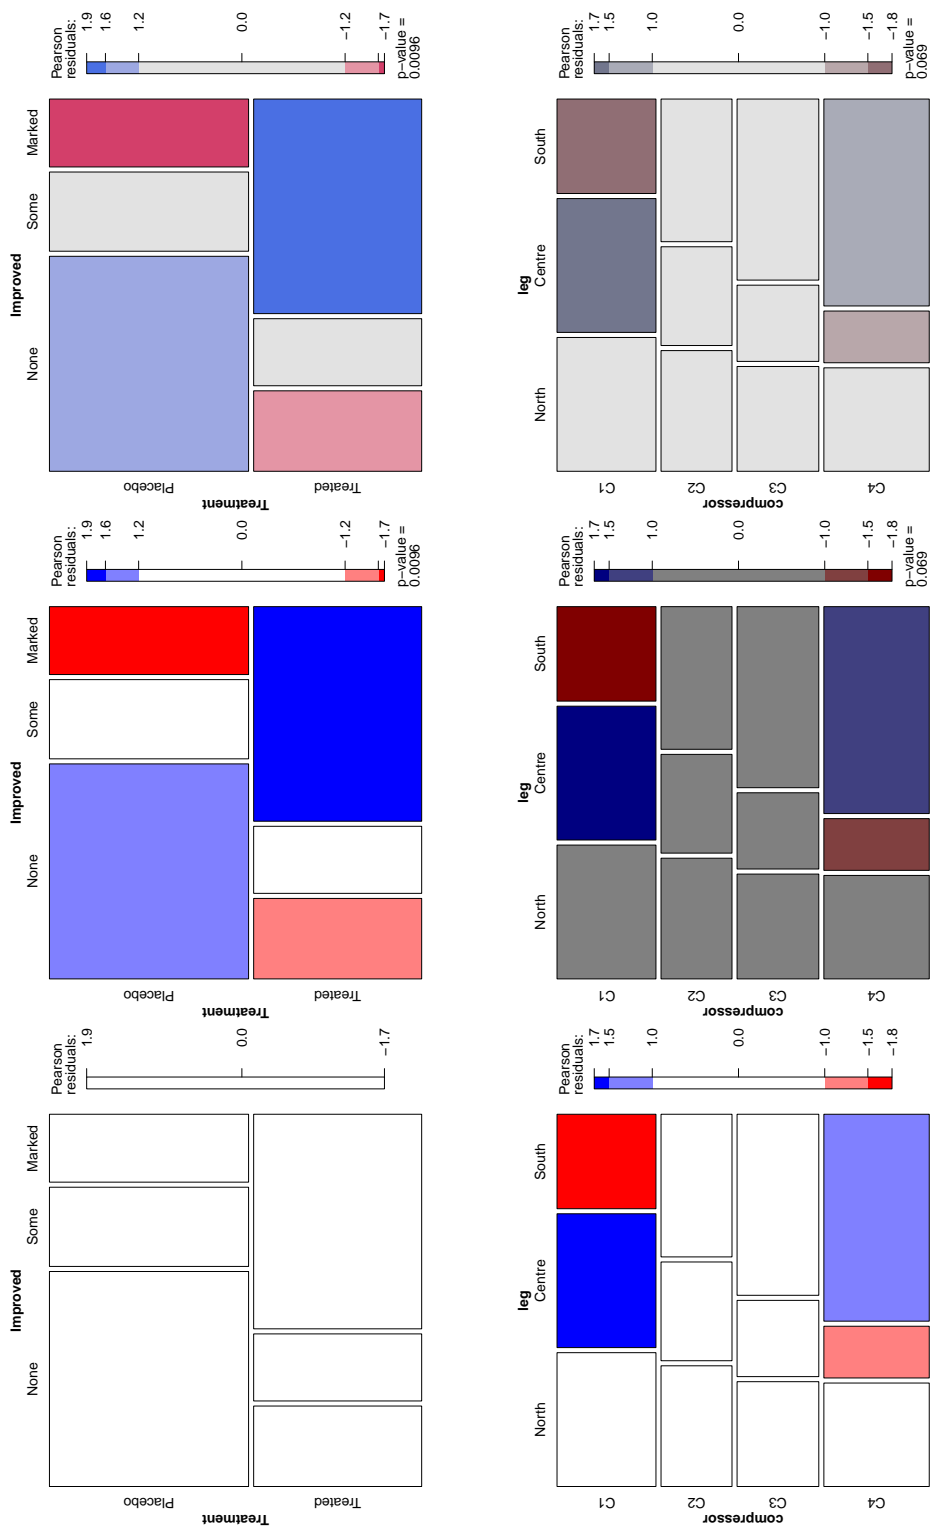 Improved
None
Some
Marked
Treatment
Placebo
Treated
Pearson
residuals:
1.9
0.0
−1.7
Improved
None
Some
Marked
Treatment
Placebo
Treated
Pearson
residuals:
1.9
1.6
1.2
0.0
−1.2
−1.7
p−value =
0.0096
Improved
None
Some
Marked
Treatment
Placebo
Treated
Pearson
residuals:
1.9
1.6
1.2
0.0
−1.2
−1.7
p−value =
0.0096
leg
North
Centre
South
compressor
C1
C2
C3
C4
Pearson
residuals:
1.7
1.5
1.0
0.0
−1.0
−1.5
−1.8
leg
North
Centre
South
compressor
C1
C2
C3
C4
Pearson
residuals:
1.7
1.5
1.0
0.0
−1.0
−1.5
−1.8
p−value =
0.069
leg
North
Centre
South
compressor
C1
C2
C3
C4
Pearson
residuals:
1.7
1.5
1.0
0.0
−1.0
−1.5
−1.8
p−value =
0.069